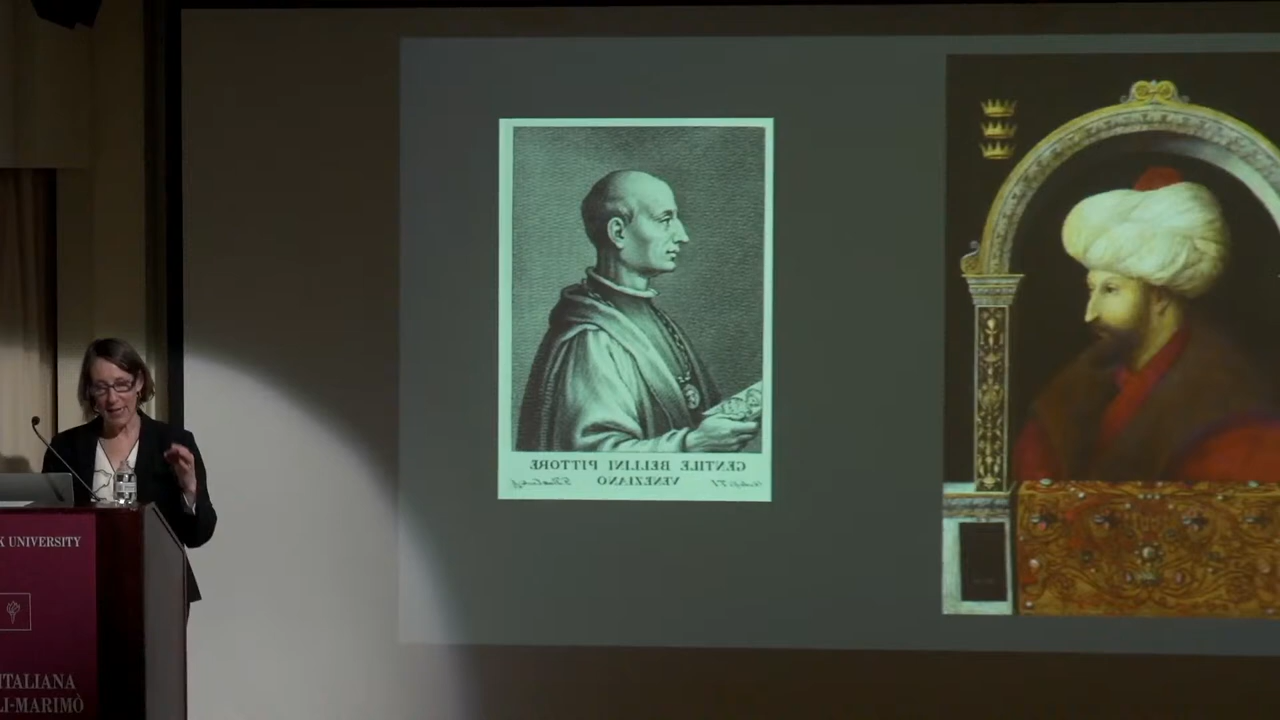 GENTILE BELLINI PITTORE
VENEZIANO
K UNIVERSITY
ITALIANA
LI-MARIMÒ